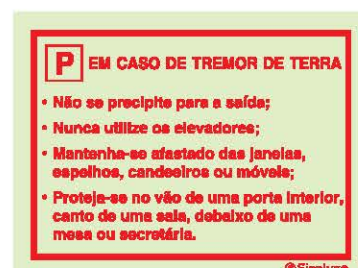 P EM CASO DE TREMOR DE TERRA
• Não se precipite para a saída;
• Nunca utilize os elevadores;
• Mantenha-se afastado das janelas,
espelhos, candeeiros ou móveis;
• Proteja-se no vão de uma porta interior,
canto de uma sala, debaixo de uma
mesa ou secretária.